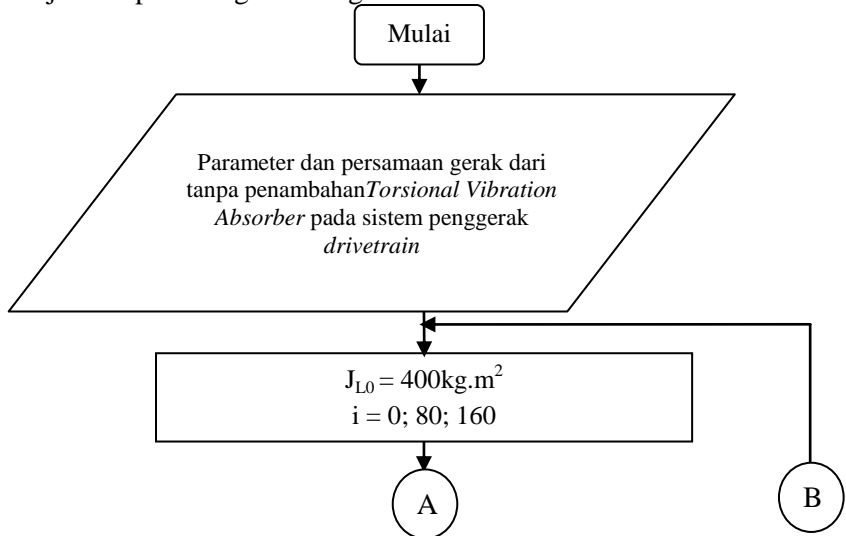 Mulai
Parameter dan persamaan gerak dari
tanpa penambahanTorsional Vibration
Absorber pada sistem penggerak
drivetrain
J_L0 = 400kg.m²
i = 0; 80; 160
A
B